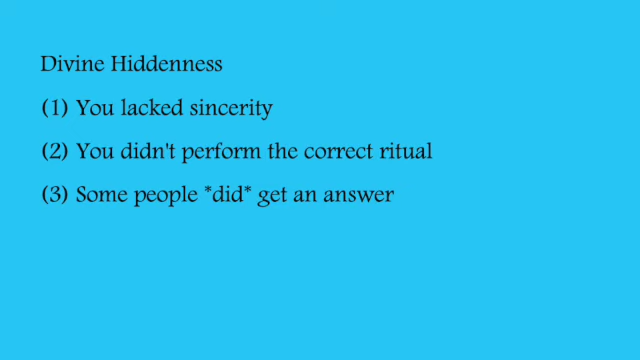 Divine Hiddenness
(1) You lacked sincerity
(2) You didn't perform the correct ritual
(3) Some people *did* get an answer